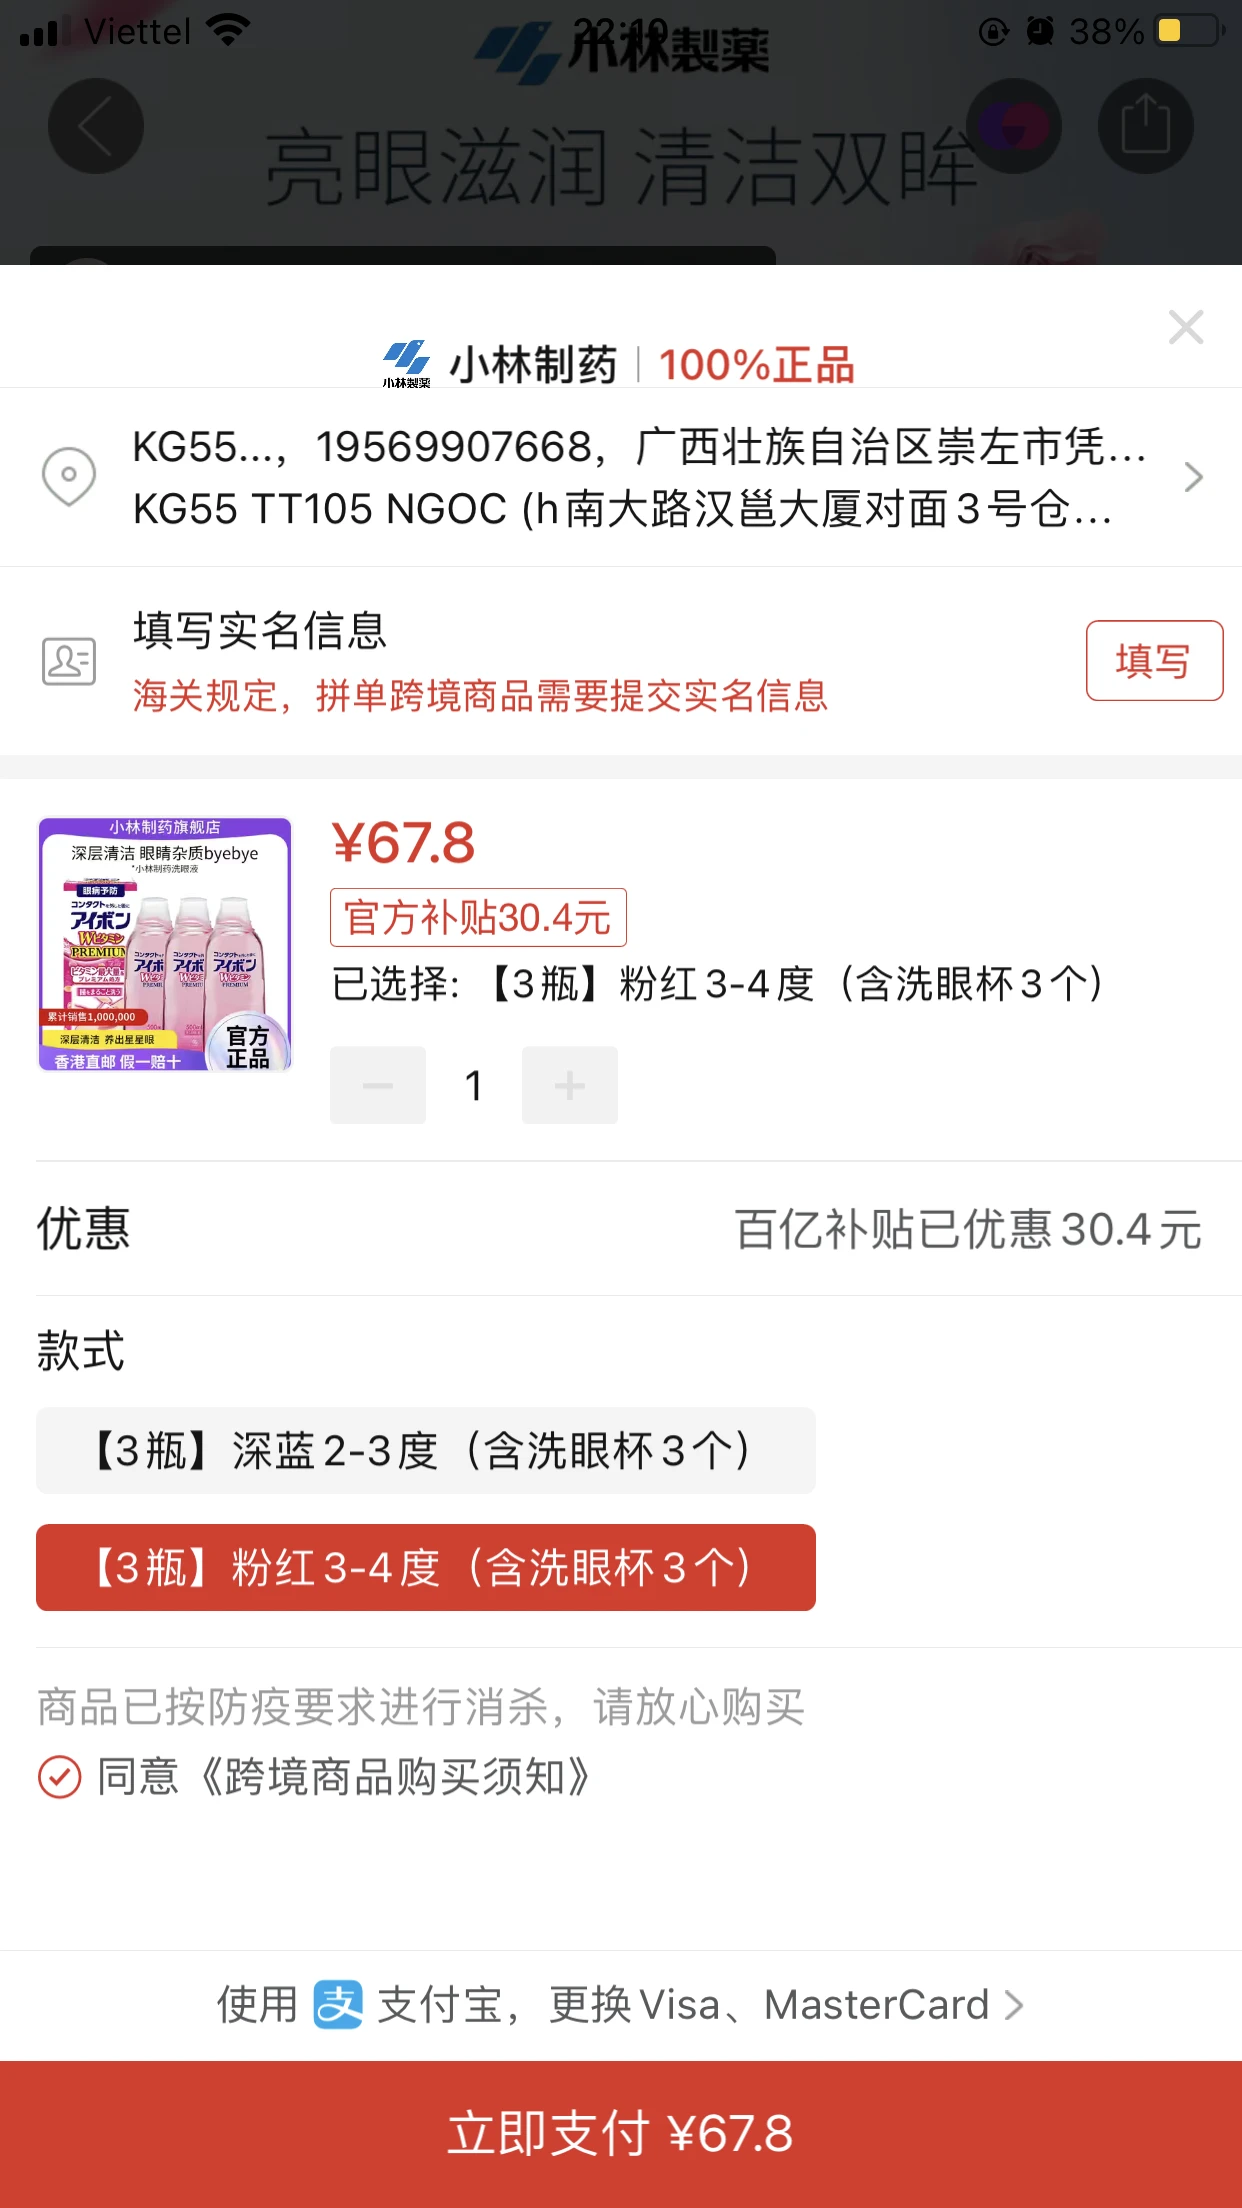 Viettel
22:10
38%
小林製薬
亮眼滋润 清洁双眸
小林製薬
小林制药
100%正品
KG55...，19569907668，广西壮族自治区崇左市凭...
KG55 TT105 NGOC (h南大路汉邕大厦对面3号仓...
填写实名信息
海关规定，拼单跨境商品需要提交实名信息
填写
小林制药旗舰店
深层清洁 眼睛杂质byebye
*小林制药洗眼液
眼病予防
アイボン
Wビタミン
PREMIUM
コンタクト
アイボン
PREMIUM
累计销售1,000,000
深层清洁 养出星星眼
香港直邮 假一赔十
官方
正品
¥67.8
官方补贴30.4元
已选择: 【3瓶】粉红3-4度（含洗眼杯3个）
1
优惠
百亿补贴已优惠30.4元
款式
【3瓶】深蓝2-3度（含洗眼杯3个）
【3瓶】粉红3-4度（含洗眼杯3个）
商品已按防疫要求进行消杀，请放心购买
同意《跨境商品购买须知》
使用 支 支付宝，更换Visa、MasterCard
立即支付 ¥67.8